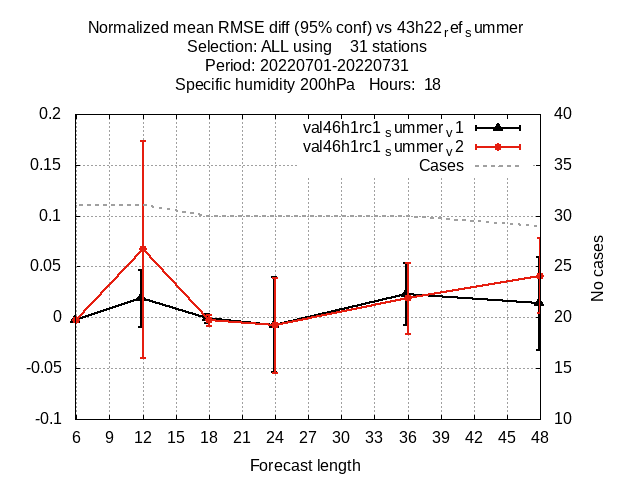 Normalized mean RMSE diff (95% conf) vs 43h22refsummer
Selection: ALL using 31 stations
Period: 20220701-20220731
Specific humidity 200hPa Hours: 18
0.2
0.15
0.1
0.05
0
-0.05
-0.1
val46h1rc1summerv1
val46h1rc1summerv2
Cases
40
35
30
25
20
15
10
No cases
6 9 12 15 18 21 24 27 30 33 36 39 42 45 48
Forecast length